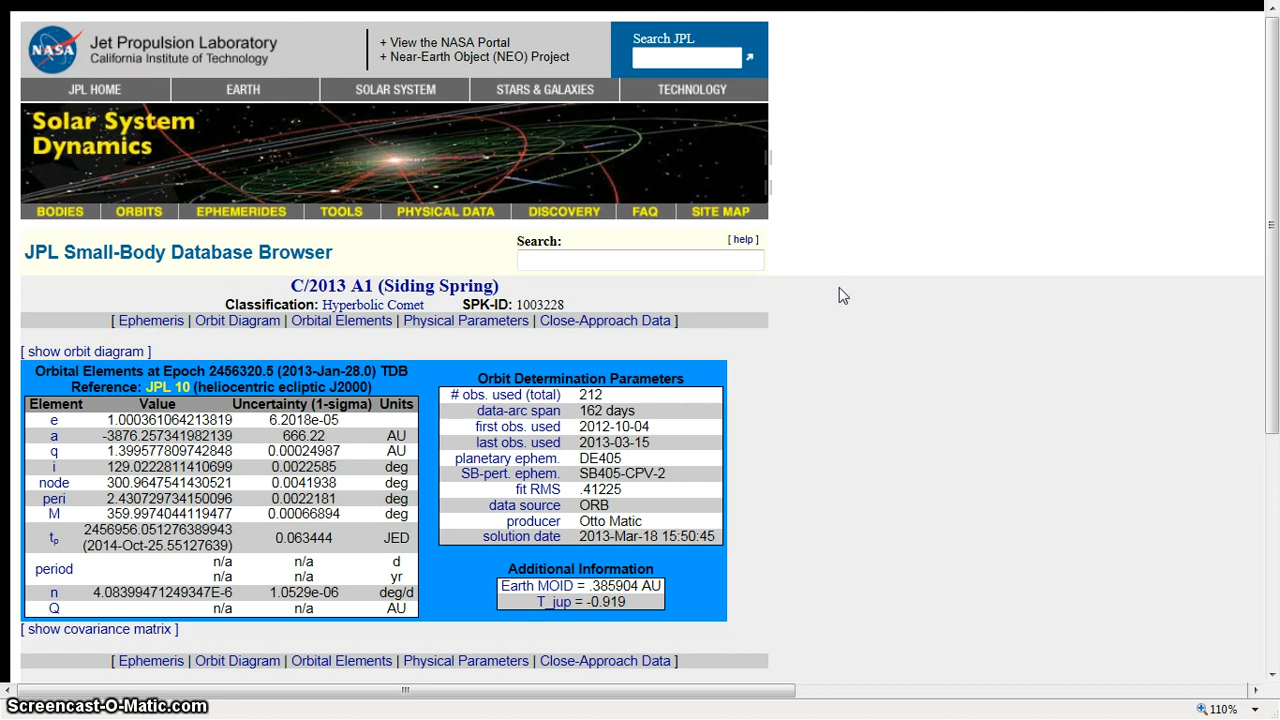 NASA
Jet Propulsion Laboratory
California Institute of Technology
+ View the NASA Portal
+ Near-Earth Object (NEO) Project
Search JPL
JPL HOME EARTH SOLAR SYSTEM STARS & GALAXIES TECHNOLOGY
Solar System
Dynamics
BODIES ORBITS EPHEMERIDES TOOLS PHYSICAL DATA DISCOVERY FAQ SITE MAP
JPL Small-Body Database Browser
Search: [ help ]
C/2013 A1 (Siding Spring)
Classification: Hyperbolic Comet SPK-ID: 1003228
[ Ephemeris | Orbit Diagram | Orbital Elements | Physical Parameters | Close-Approach Data ]
[ show orbit diagram ]
Orbital Elements at Epoch 2456320.5 (2013-Jan-28.0) TDB
Reference: JPL 10 (heliocentric ecliptic J2000)
Element Value Uncertainty (1-sigma) Units
e 1.000361064213819 6.2018e-05
a -3876.257341982139 666.22 AU
q 1.399577809742848 0.00024987 AU
i 129.0222811410699 0.0022585 deg
node 300.9647541430521 0.0041938 deg
peri 2.430729734150096 0.0022181 deg
M 359.9974044119477 0.00066894 deg
tp 2456956.051276389943
(2014-Oct-25.55127639) 0.063444 JED
period n/a n/a d
n/a n/a yr
n 4.08399471249347E-6 1.0529e-06 deg/d
Q n/a n/a AU
Orbit Determination Parameters
# obs. used (total) 212
data-arc span 162 days
first obs. used 2012-10-04
last obs. used 2013-03-15
planetary ephem. DE405
SB-pert. ephem. SB405-CPV-2
fit RMS .41225
data source ORB
producer Otto Matic
solution date 2013-Mar-18 15:50:45
Additional Information
Earth MOID = .385904 AU
T_jup = -0.919
[ show covariance matrix ]
[ Ephemeris | Orbit Diagram | Orbital Elements | Physical Parameters | Close-Approach Data ]
Screencast-O-Matic.com
110%